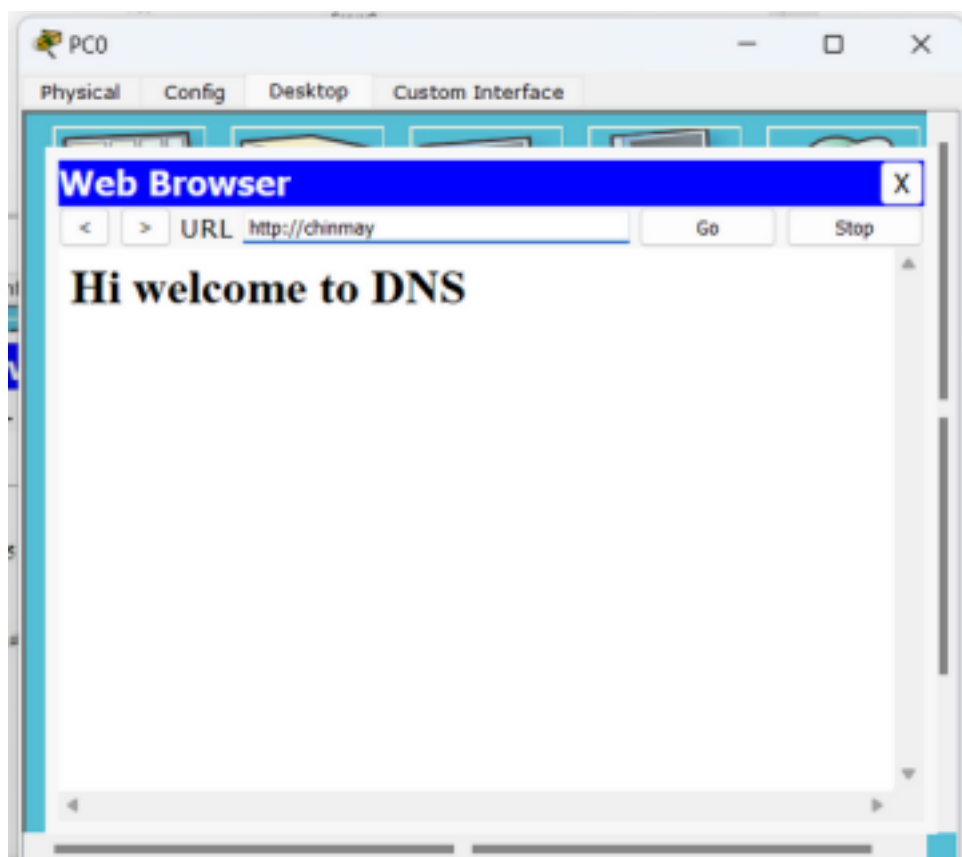 PC0
Physical Config Desktop Custom Interface
Web Browser X
< > URL http://chinmay Go Stop
Hi welcome to DNS